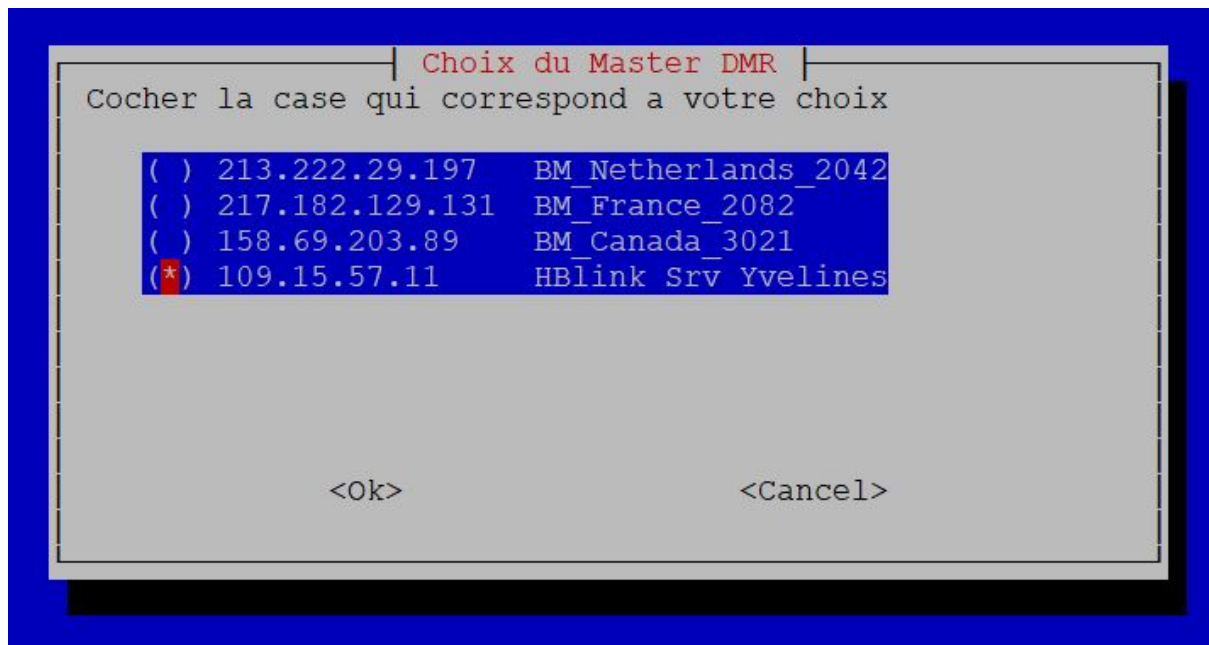 Choix du Master DMR
Cocher la case qui correspond a votre choix
( ) 213.222.29.197 BM_Netherlands_2042
( ) 217.182.129.131 BM_France_2082
( ) 158.69.203.89 BM_Canada_3021
(*) 109.15.57.11 HBlink Srv Yvelines
<Ok> <Cancel>